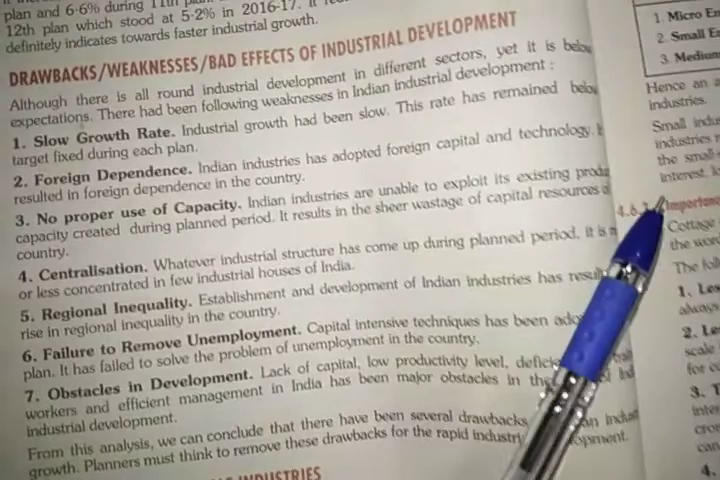 plan and 6·6% during 11th plan
12th plan which stood at 5·2% in 2016-17. It
definitely indicates towards faster industrial growth.
DRAWBACKS/WEAKNESSES/BAD EFFECTS OF INDUSTRIAL DEVELOPMENT
Although there is all round industrial development in different sectors, yet it is below
expectations. There had been following weaknesses in Indian industrial development :
1. Slow Growth Rate. Industrial growth had been slow. This rate has remained below
target fixed during each plan.
2. Foreign Dependence. Indian industries has adopted foreign capital and technology.
resulted in foreign dependence in the country.
3. No proper use of Capacity. Indian industries are unable to exploit its existing
capacity created during planned period. It results in the sheer wastage of capital resources
country.
4. Centralisation. Whatever industrial structure has come up during planned period, it is
or less concentrated in few industrial houses of India.
5. Regional Inequality. Establishment and development of Indian industries has
rise in regional inequality in the country.
6. Failure to Remove Unemployment. Capital intensive techniques has been
plan. It has failed to solve the problem of unemployment in the country.
7. Obstacles in Development. Lack of capital, low productivity level,
workers and efficient management in India has been major obstacles in the
industrial development.
From this analysis, we can conclude that there have been several drawbacks
growth. Planners must think to remove these drawbacks for the rapid
INDUSTRIES
1. Micro
2. Small
3. Medium
Hence an
industries.
Small
industries
the small
interest.
4.6.
Cottage
the
The
1.
always
2.
scale
for
3.
4.